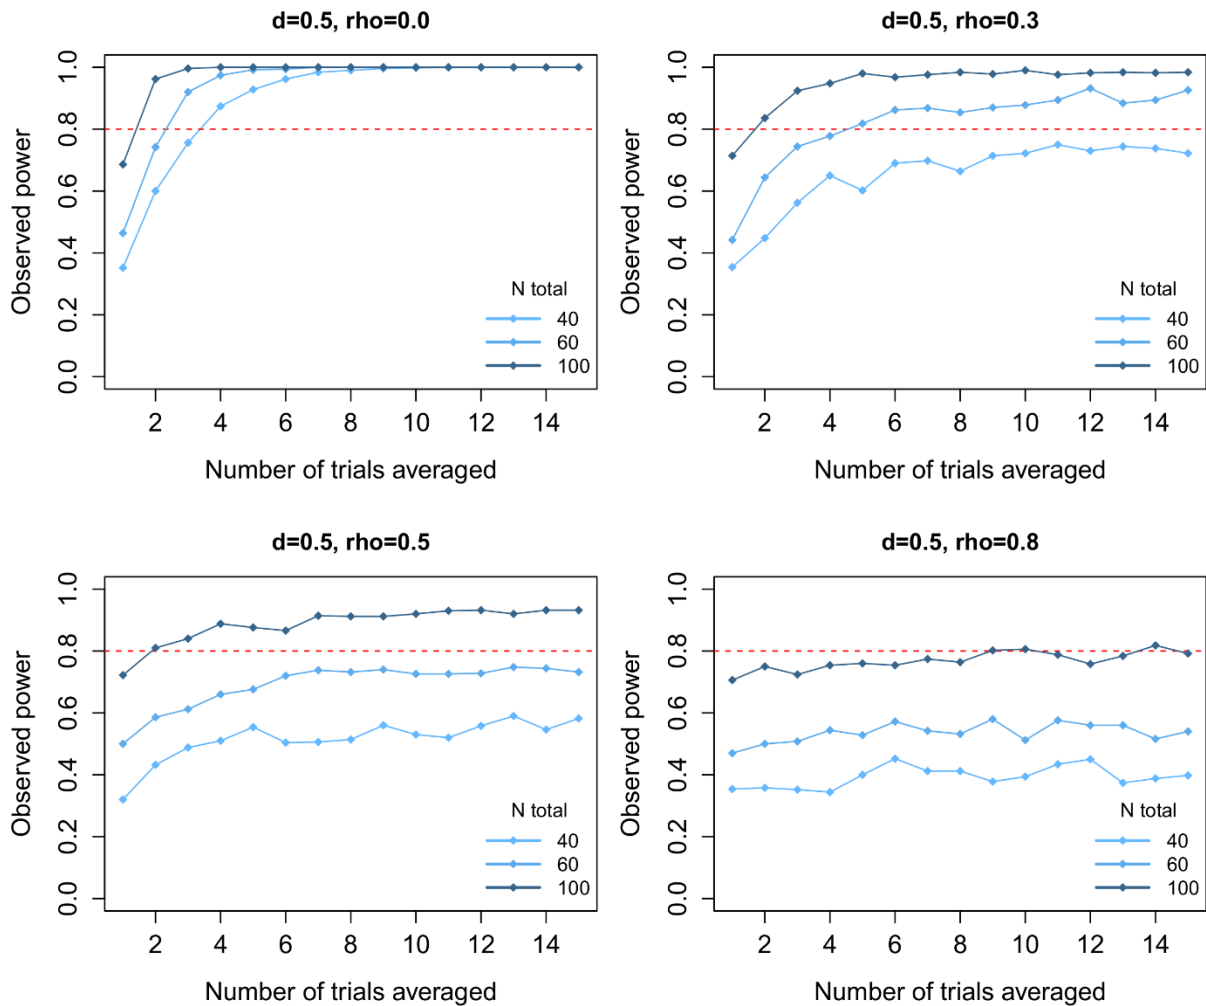 d=0.5, rho=0.0
Observed power
0.0 0.2 0.4 0.6 0.8 1.0
N total
40
60
100
2 4 6 8 10 12 14
Number of trials averaged
d=0.5, rho=0.3
Observed power
0.0 0.2 0.4 0.6 0.8 1.0
N total
40
60
100
2 4 6 8 10 12 14
Number of trials averaged
d=0.5, rho=0.5
Observed power
0.0 0.2 0.4 0.6 0.8 1.0
N total
40
60
100
2 4 6 8 10 12 14
Number of trials averaged
d=0.5, rho=0.8
Observed power
0.0 0.2 0.4 0.6 0.8 1.0
N total
40
60
100
2 4 6 8 10 12 14
Number of trials averaged